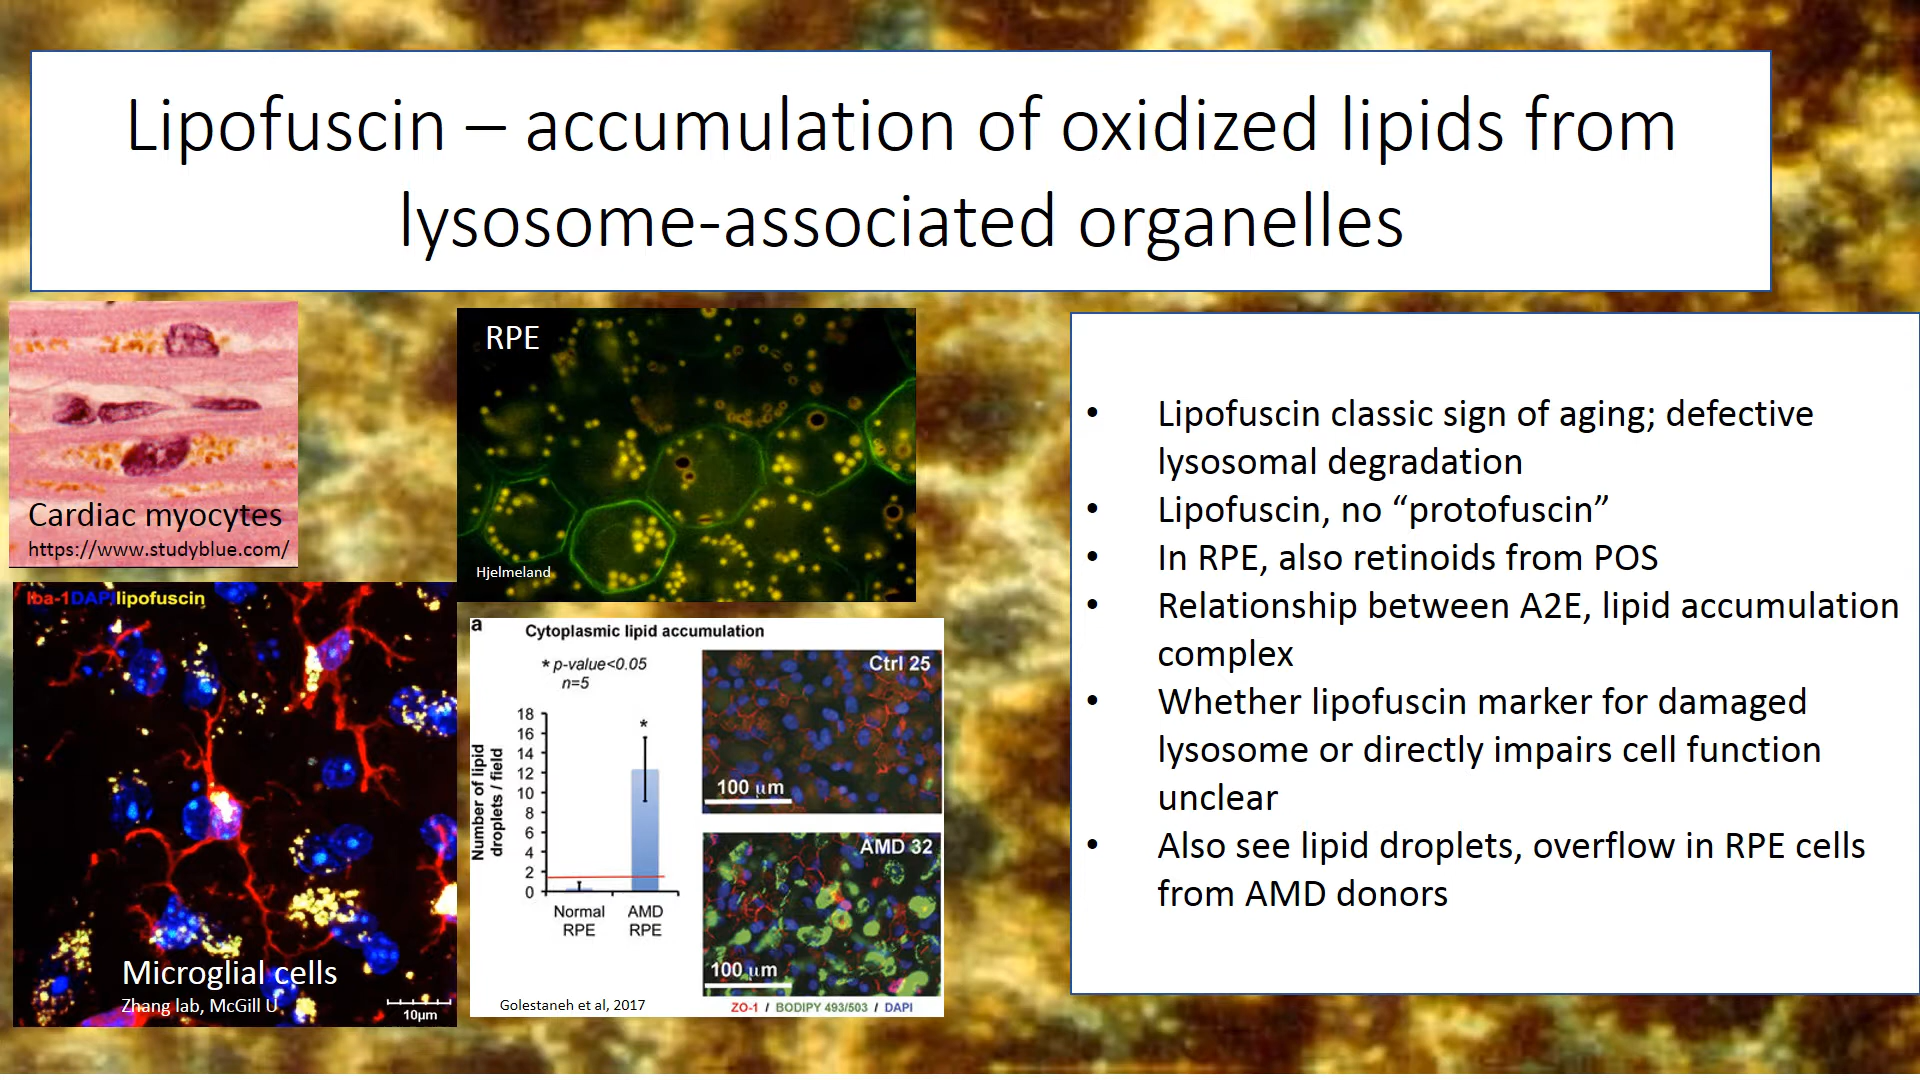 Lipofuscin – accumulation of oxidized lipids from
lysosome-associated organelles
Cardiac myocytes
https://www.studyblue.com/
RPE
Hjelmeland
Iba-1DAPIlipofuscin
Microglial cells
Zhang lab, McGill U
10µm
a
Cytoplasmic lipid accumulation
* p-value<0.05
n=5
Number of lipid
droplets / field
18
16
14
12
10
8
6
4
2
0
*
Normal
RPE
AMD
RPE
Ctrl 25
100 µm
AMD 32
100 µm
Golestaneh et al, 2017
ZO-1 / BODIPY 493/503 / DAPI
• Lipofuscin classic sign of aging; defective
lysosomal degradation
• Lipofuscin, no “protofuscin”
• In RPE, also retinoids from POS
• Relationship between A2E, lipid accumulation
complex
• Whether lipofuscin marker for damaged
lysosome or directly impairs cell function
unclear
• Also see lipid droplets, overflow in RPE cells
from AMD donors